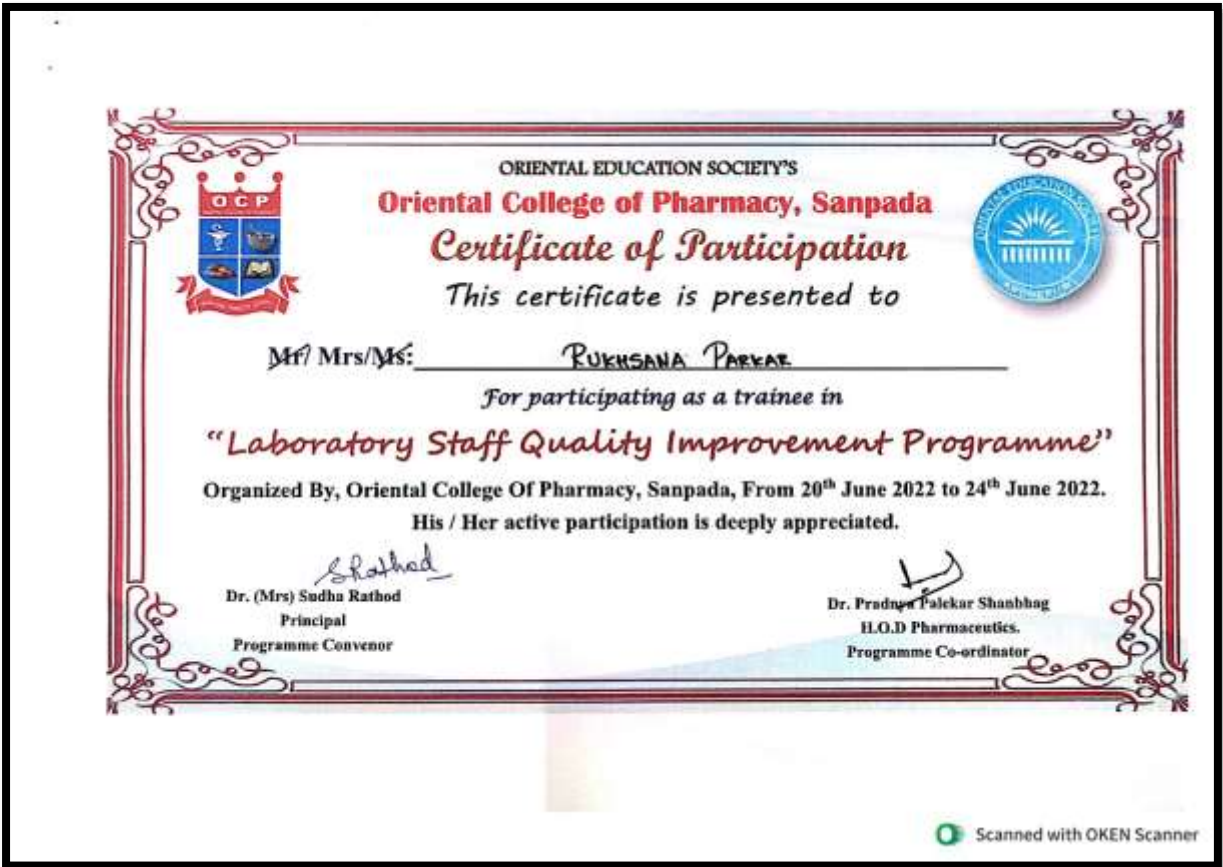 ORIENTAL EDUCATION SOCIETY'S
Oriental College of Pharmacy, Sanpada
OCP
Certificate of Participation
This certificate is presented to
Mr/ Mrs/Ms: RUKHSANA PARKAR
For participating as a trainee in
“Laboratory Staff Quality Improvement Programme”
Organized By, Oriental College Of Pharmacy, Sanpada, From 20th June 2022 to 24th June 2022.
His / Her active participation is deeply appreciated.
SRathod
Dr. (Mrs) Sudha Rathod
Principal
Programme Convenor
Dr. Pradnya Palekar Shanbhag
H.O.D Pharmaceutics.
Programme Co-ordinator
Scanned with OKEN Scanner